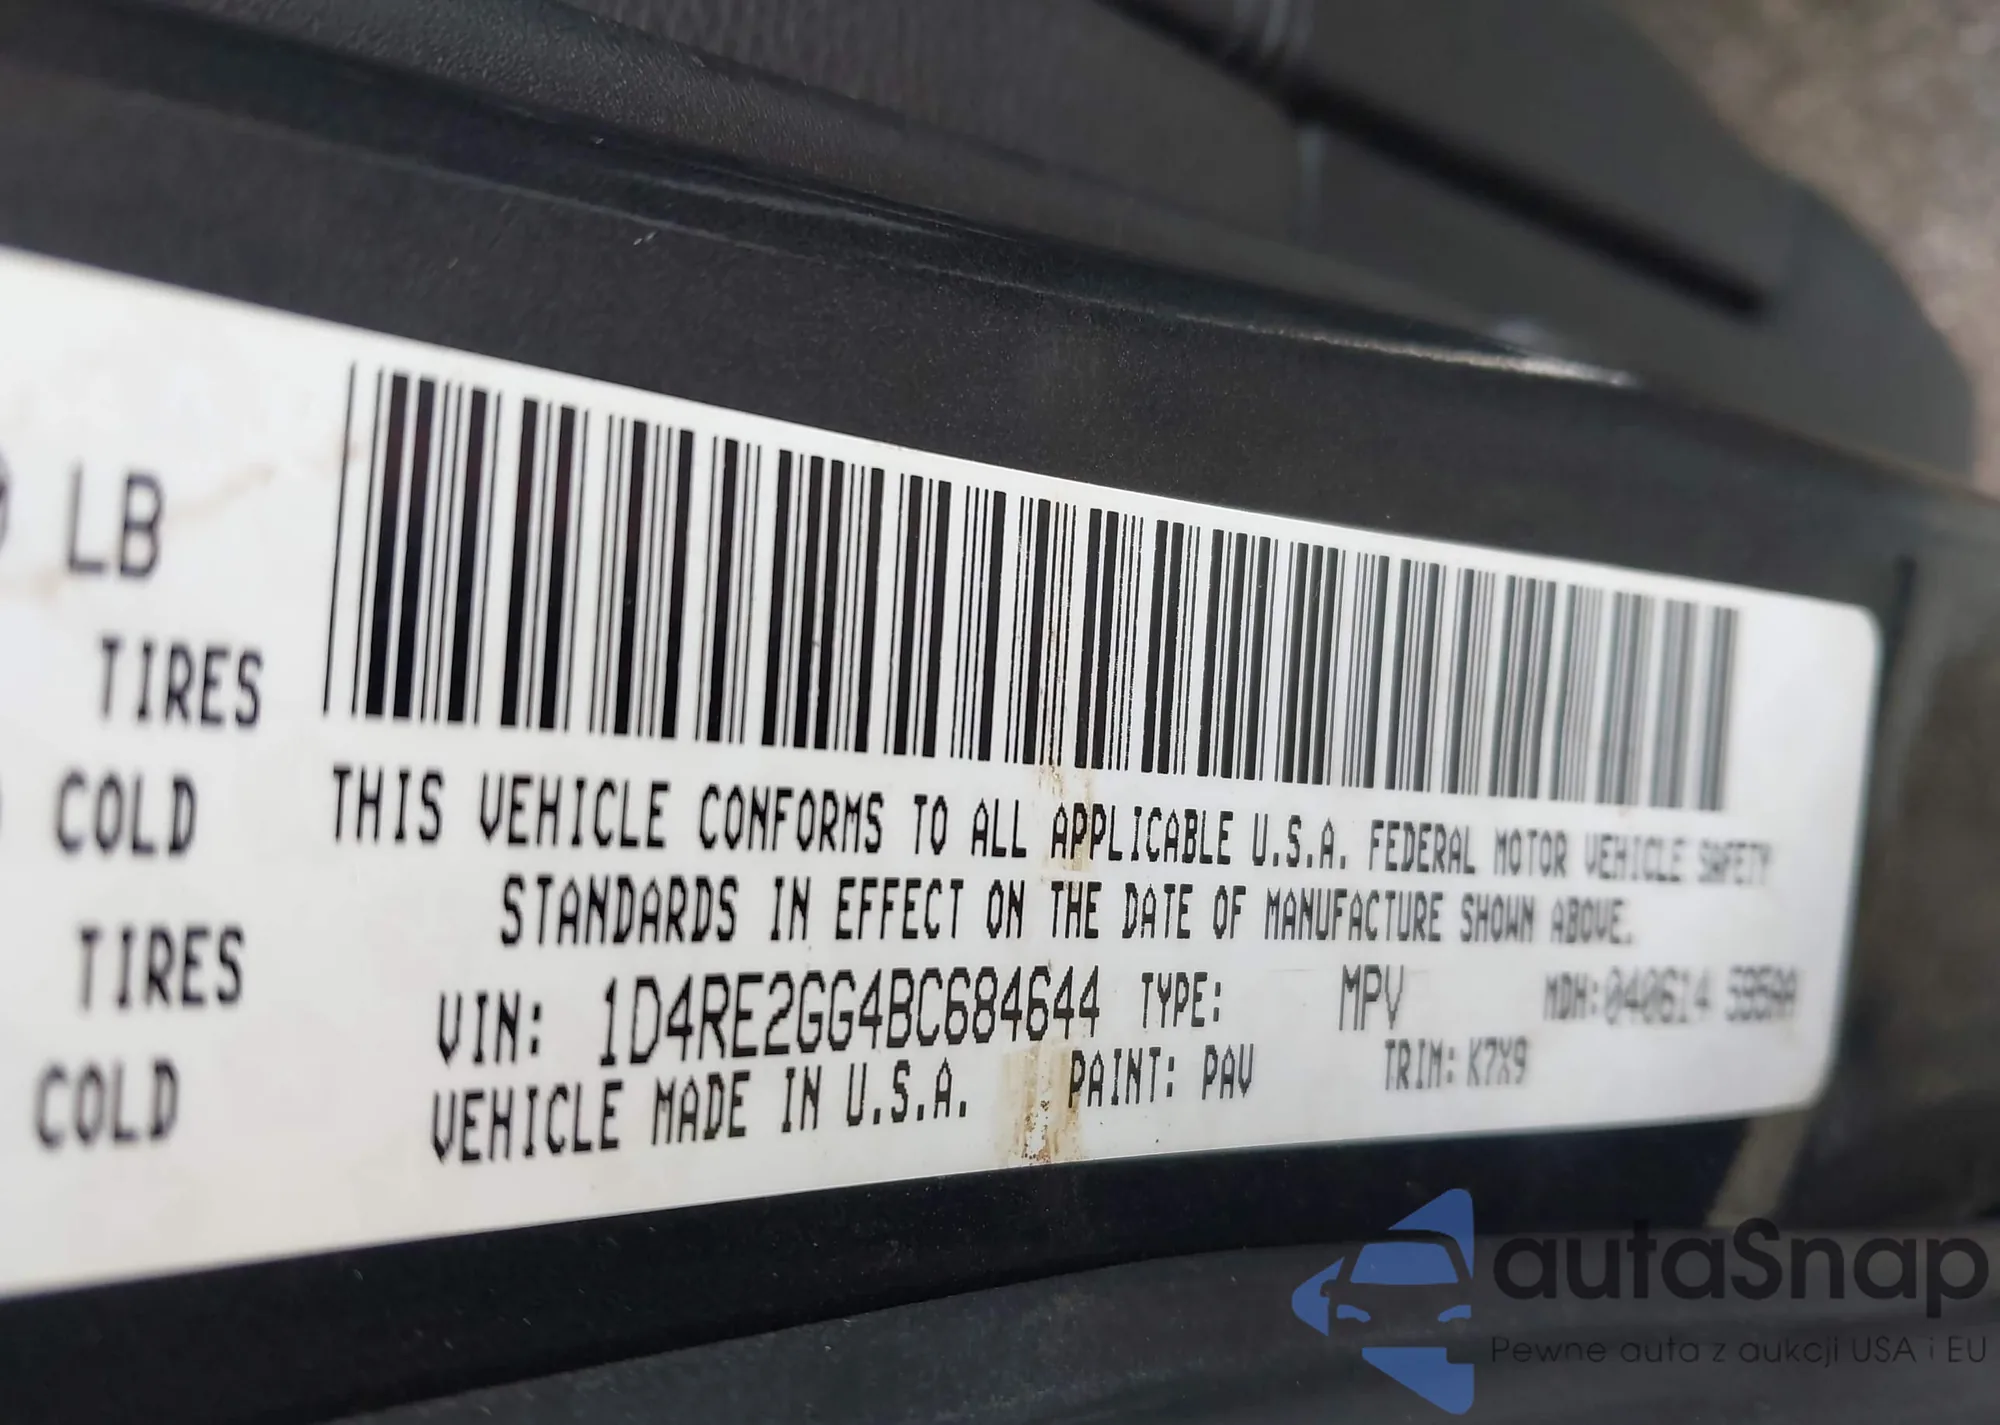 LB
TIRES
COLD
TIRES
COLD
THIS VEHICLE CONFORMS TO ALL APPLICABLE U.S.A. FEDERAL MOTOR VEHICLE SAFETY
STANDARDS IN EFFECT ON THE DATE OF MANUFACTURE SHOWN ABOVE.
VIN: 1D4RE2GG4BC684644 TYPE: MPV MDH: 040614 595AA
VEHICLE MADE IN U.S.A. PAINT: PAV TRIM: K7X9
autaSnap
Pewne auta z aukcji USA i EU